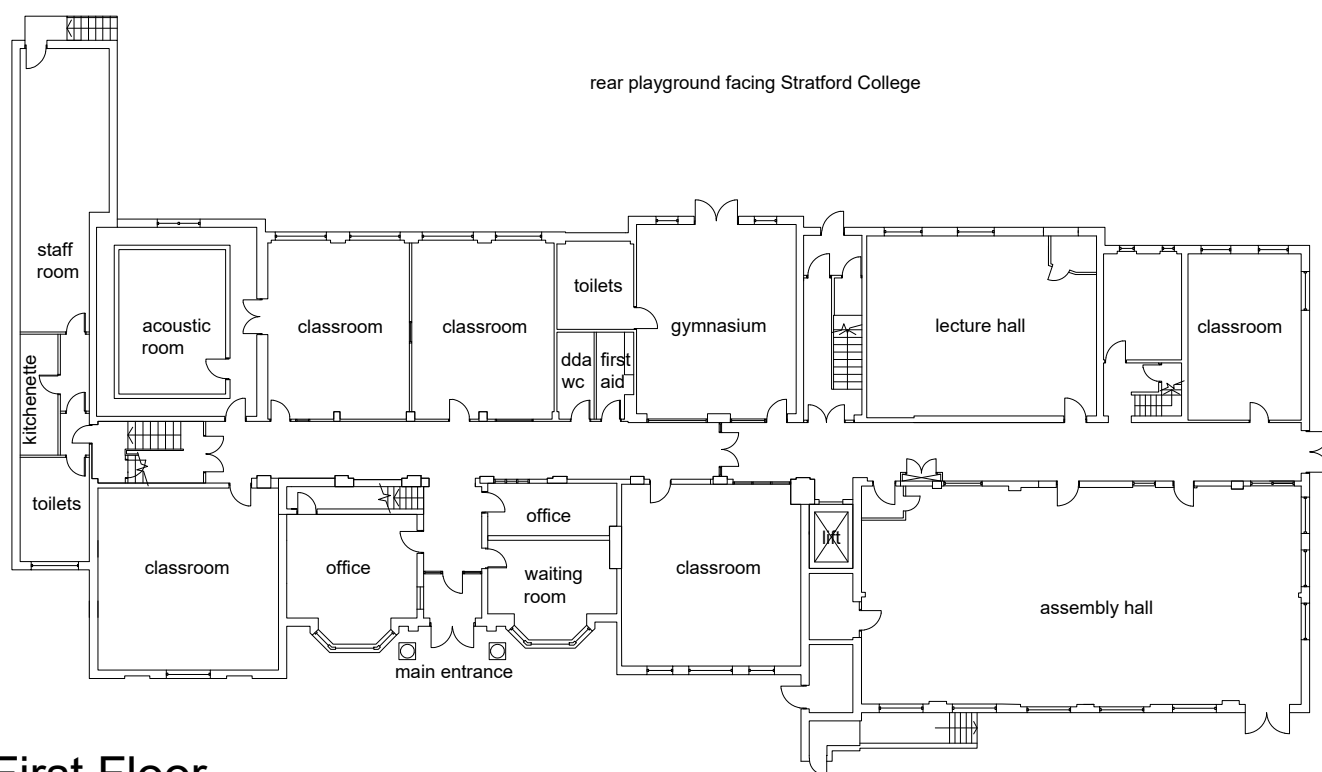 rear playground facing Stratford College
staff
room
acoustic
room
classroom
classroom
toilets
gymnasium
lecture hall
classroom
dda
wc
first
aid
kitchenette
toilets
classroom
office
office
waiting
room
classroom
lift
assembly hall
main entrance
First Floor